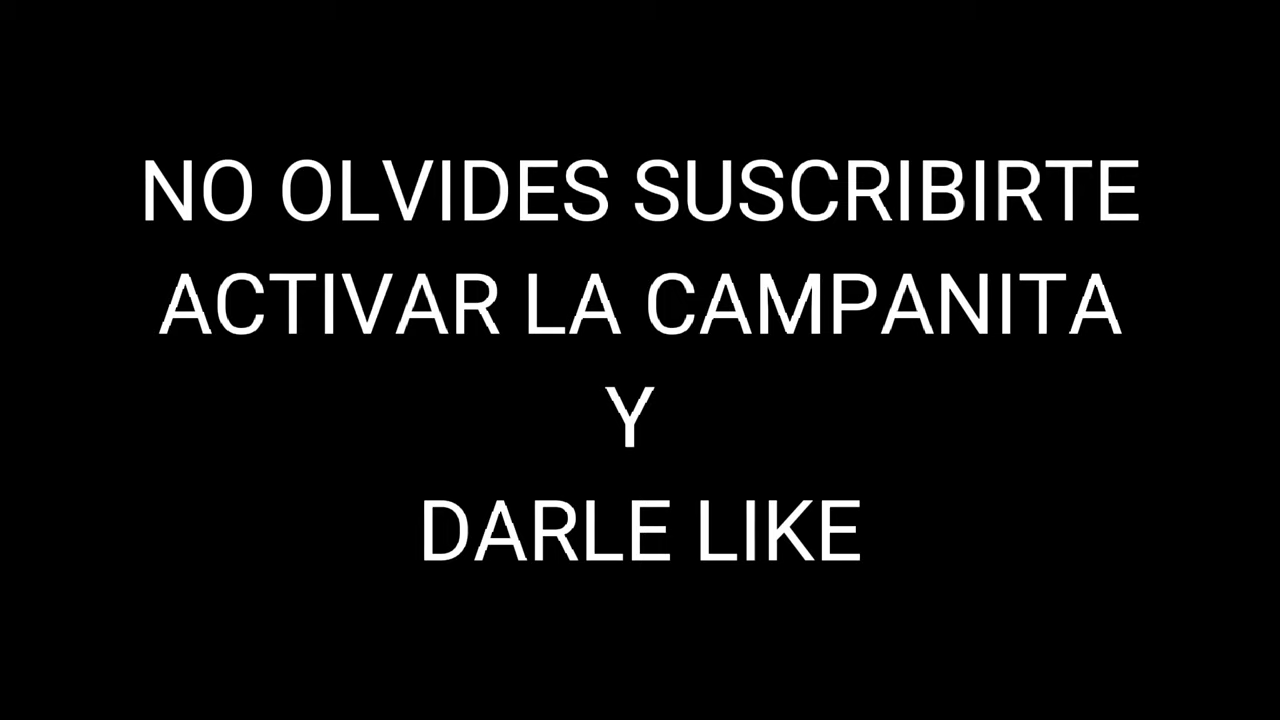 NO OLVIDES SUSCRIBIRTE
ACTIVAR LA CAMPANITA
Y
DARLE LIKE